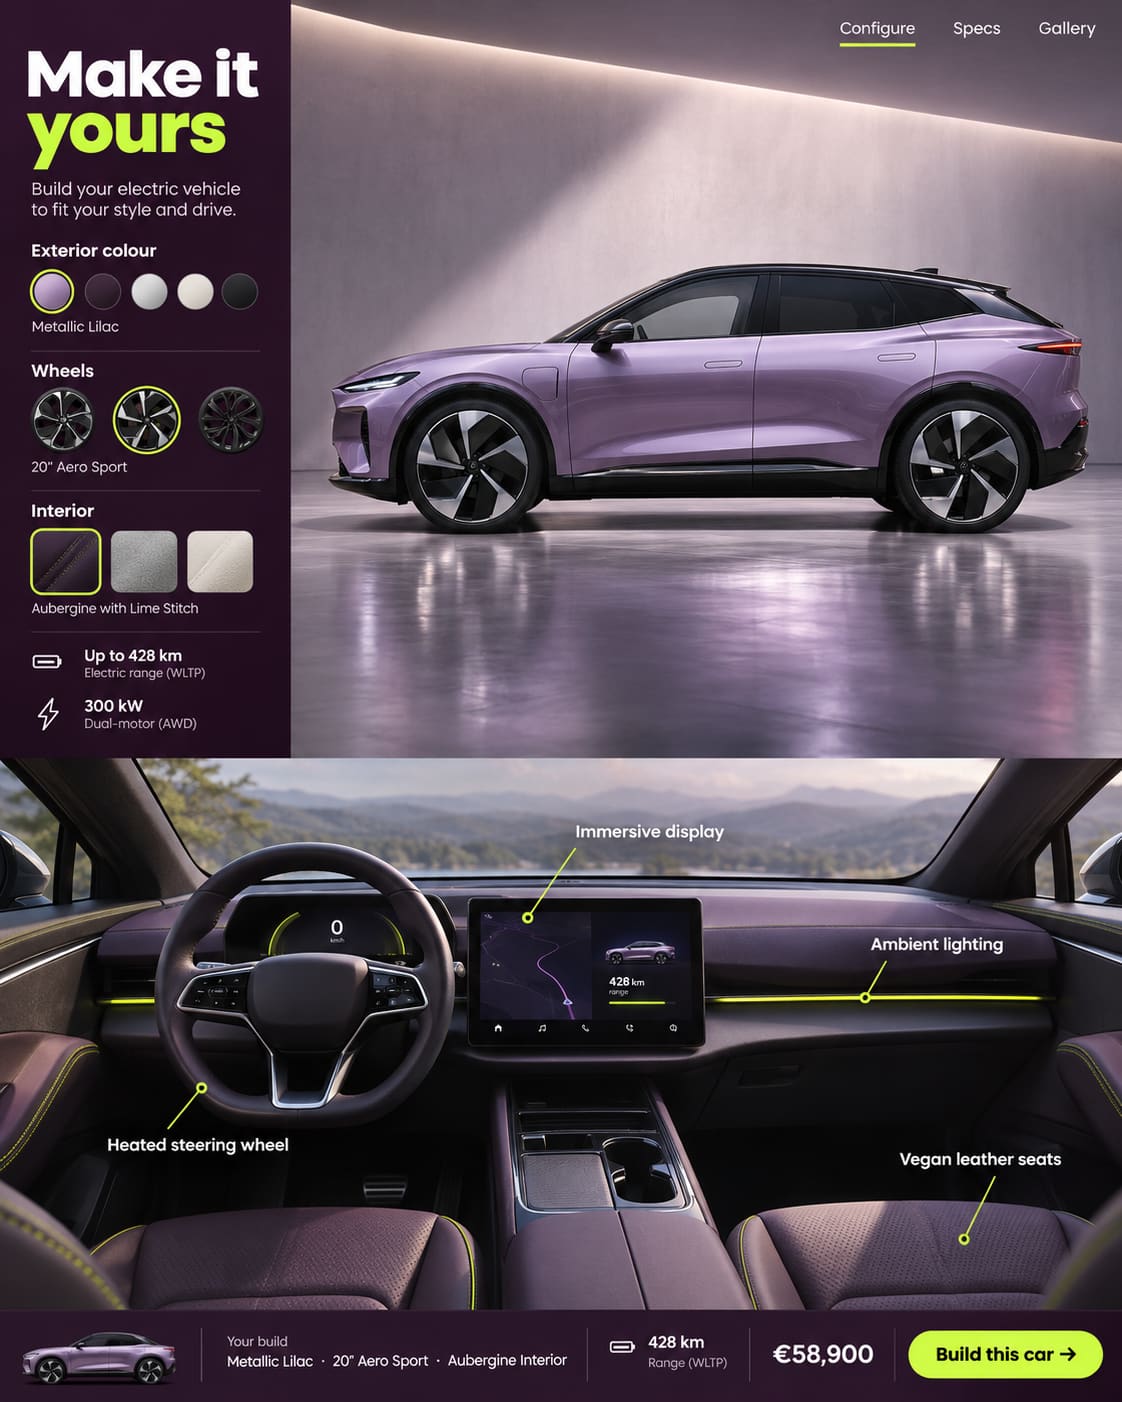 Configure
Specs
Gallery
Make it
yours
Build your electric vehicle
to fit your style and drive.
Exterior colour
Metallic Lilac
Wheels
20" Aero Sport
Interior
Aubergine with Lime Stitch
Up to 428 km
Electric range (WLTP)
300 kW
Dual-motor (AWD)
Immersive display
0
km/h
428 km
range
Ambient lighting
Heated steering wheel
Vegan leather seats
Your build
Metallic Lilac · 20" Aero Sport · Aubergine Interior
428 km
Range (WLTP)
€58,900
Build this car →